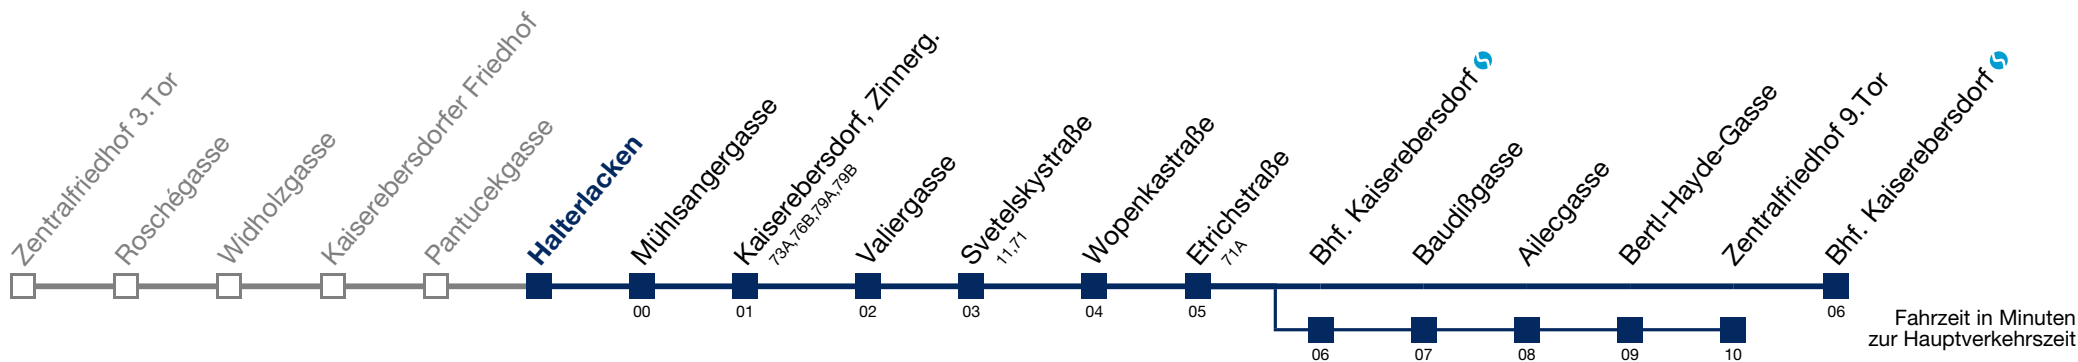 Zentralfriedhof 3. Tor
Roschégasse
Widholzgasse
Kaiserebersdorfer Friedhof
Pantucekgasse
Halterlacken
Mühlsangergasse
Kaiserebersdorf, Zinnerg.
73A,76B,79A,79B
Valiergasse
Svetelskystraße
11,71
Wopenkastraße
Etrichstraße
71A
Bhf. Kaiserebersdorf
Baudißgasse
Ailecgasse
Bertl-Hayde-Gasse
Zentralfriedhof 9. Tor
Bhf. Kaiserebersdorf
00
01
02
03
04
05
06
06
07
08
09
10
Fahrzeit in Minuten
zur Hauptverkehrszeit